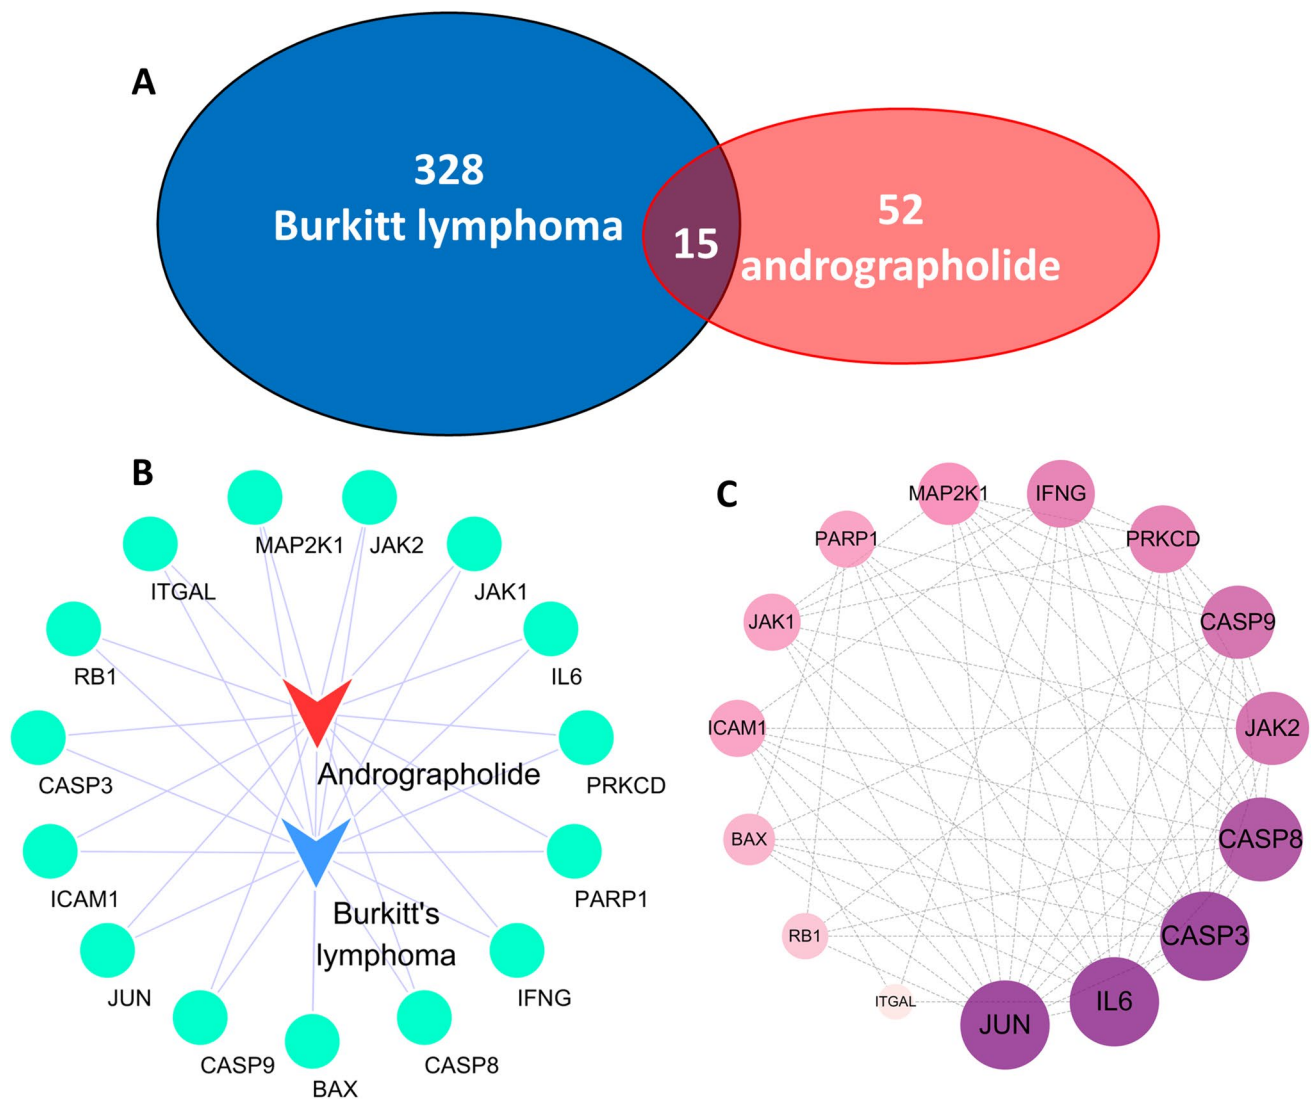 A
328
Burkitt lymphoma
15
52
andrographolide
B
MAP2K1
JAK2
ITGAL
JAK1
RB1
IL6
CASP3
Andrographolide
PRKCD
ICAM1
PARP1
Burkitt's
lymphoma
JUN
IFNG
CASP9
CASP8
BAX
C
MAP2K1
IFNG
PARP1
PRKCD
JAK1
CASP9
ICAM1
JAK2
BAX
CASP8
RB1
CASP3
ITGAL
IL6
JUN